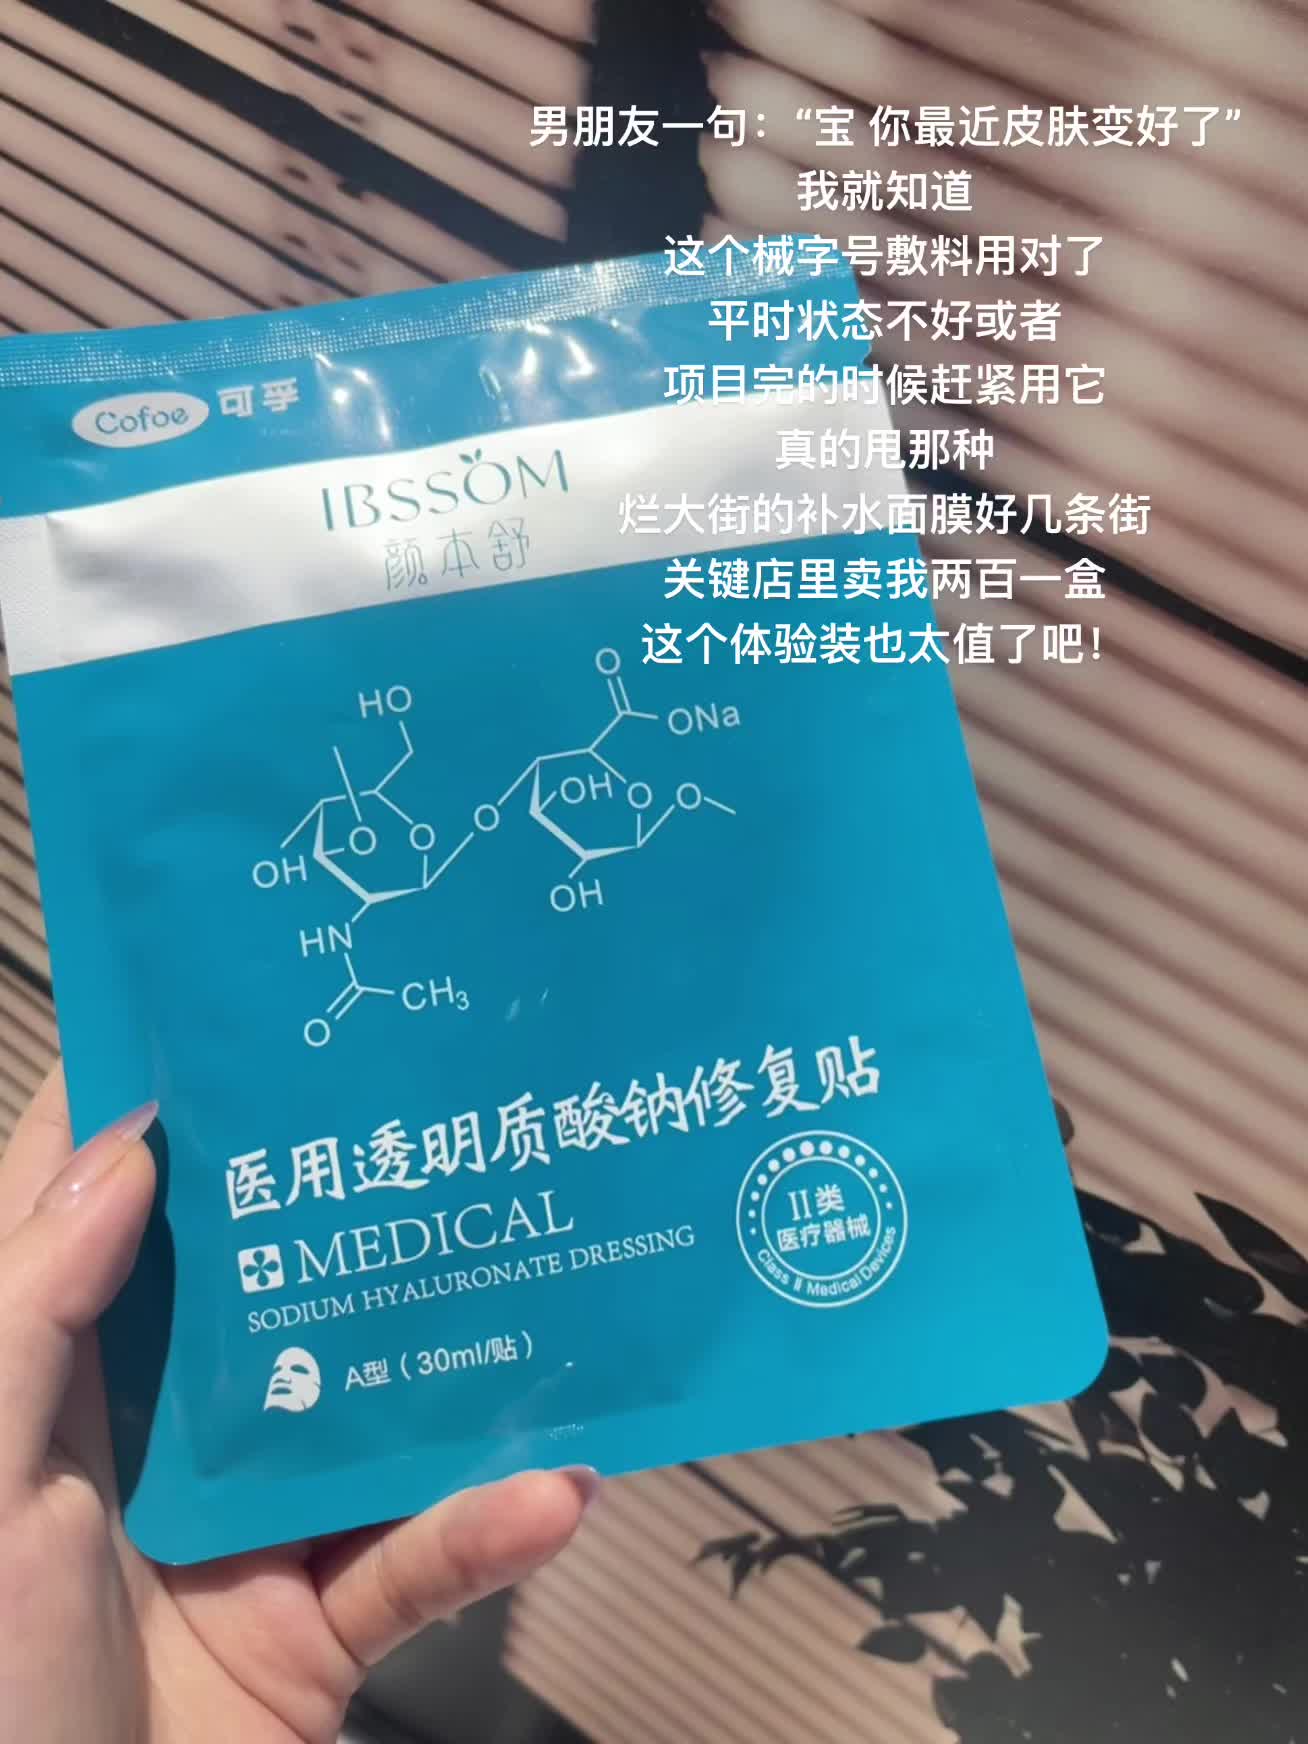 男朋友一句：“宝 你最近皮肤变好了”
我就知道
这个械字号敷料用对了
平时状态不好或者
项目完的时候赶紧用它
真的甩那种
烂大街的补水面膜好几条街
关键店里卖我两百一盒
这个体验装也太值了吧！
Cofoe 可孚
IBSSOM
颜本舒
HO
O
ONa
OH
O
O
O
O
O
OH
OH
HN
CH₃
O
医用透明质酸钠修复贴
MEDICAL
SODIUM HYALURONATE DRESSING
II类
医疗器械
Class II Medical Devices
A型（30ml/贴）